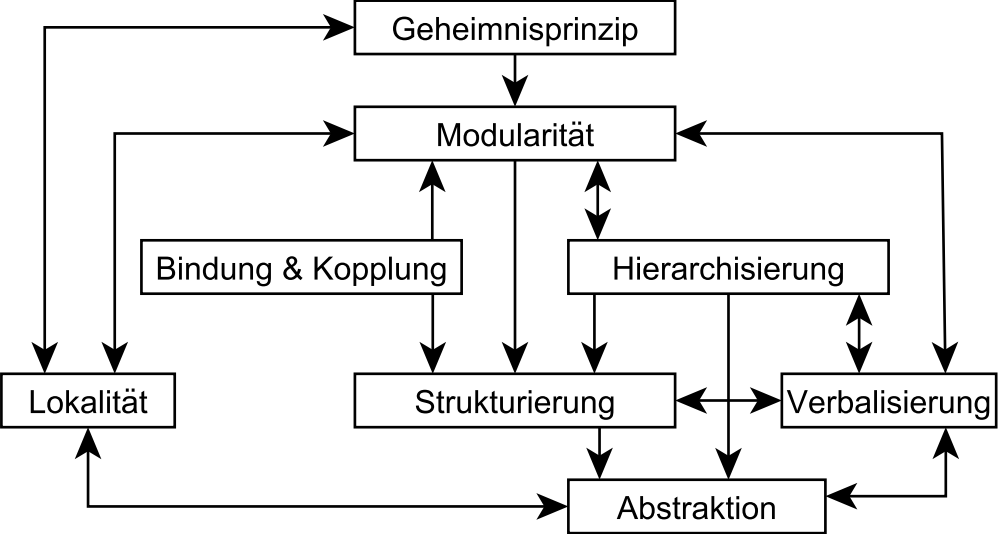 Geheimnisprinzip
Modularität
Bindung & Kopplung
Hierarchisierung
Lokalität
Strukturierung
Verbalisierung
Abstraktion